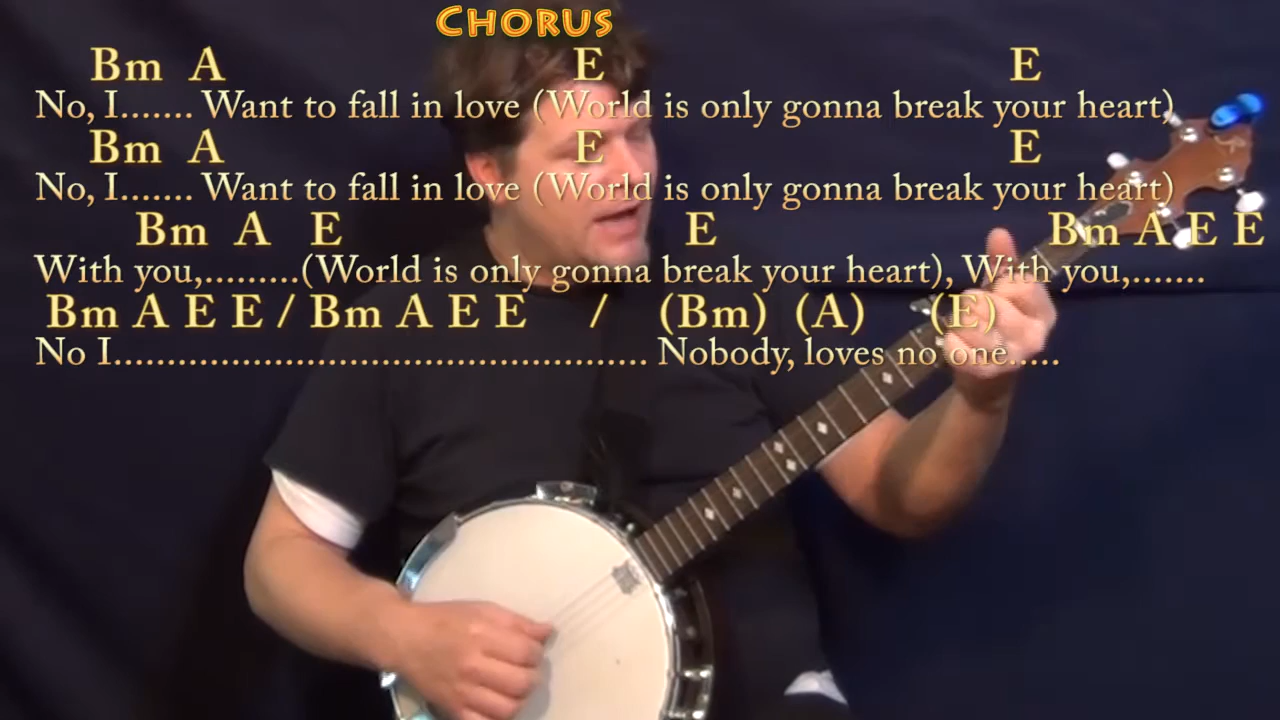 CHORUS
Bm A E E
No, I....... Want to fall in love (World is only gonna break your heart)
Bm A E E
No, I....... Want to fall in love (World is only gonna break your heart)
Bm A E E Bm A E E
With you,.........(World is only gonna break your heart), With you,.......
Bm A E E / Bm A E E / (Bm) (A) (E)
No I............................................ Nobody, loves no one.....